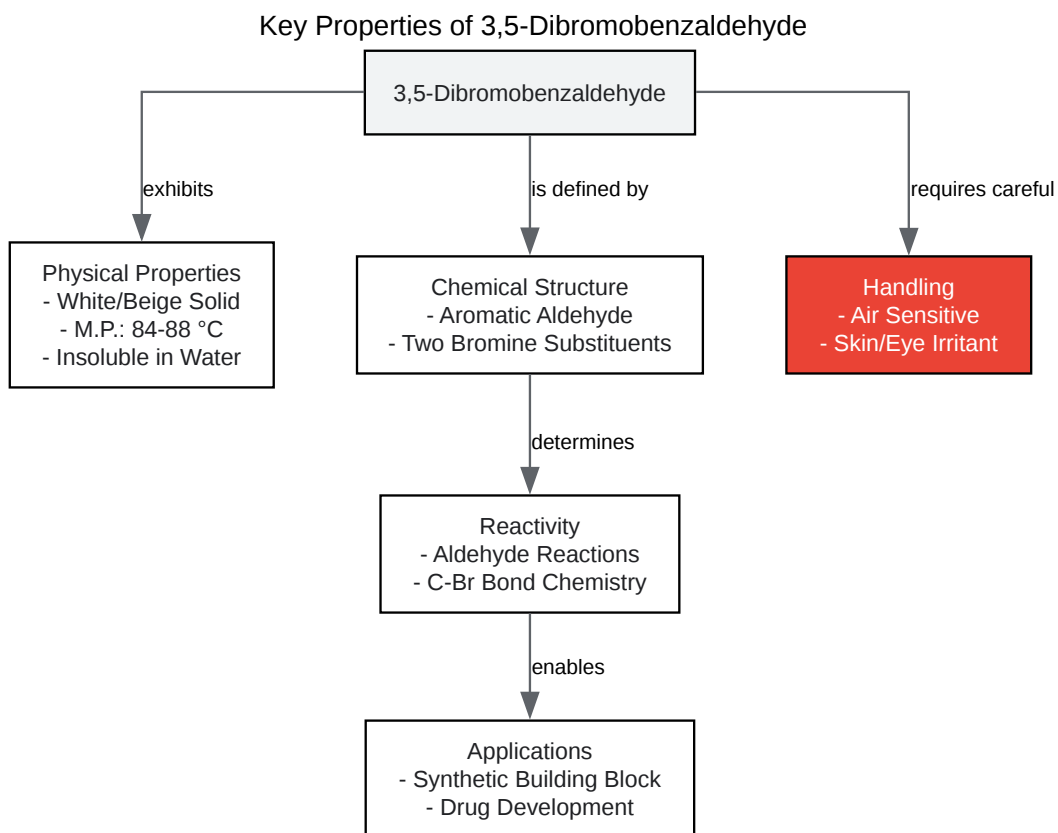 Key Properties of 3,5-Dibromobenzaldehyde
3,5-Dibromobenzaldehyde
exhibits
is defined by
requires careful
Physical Properties
- White/Beige Solid
- M.P.: 84-88 °C
- Insoluble in Water
Chemical Structure
- Aromatic Aldehyde
- Two Bromine Substituents
Handling
- Air Sensitive
- Skin/Eye Irritant
determines
Reactivity
- Aldehyde Reactions
- C-Br Bond Chemistry
enables
Applications
- Synthetic Building Block
- Drug Development